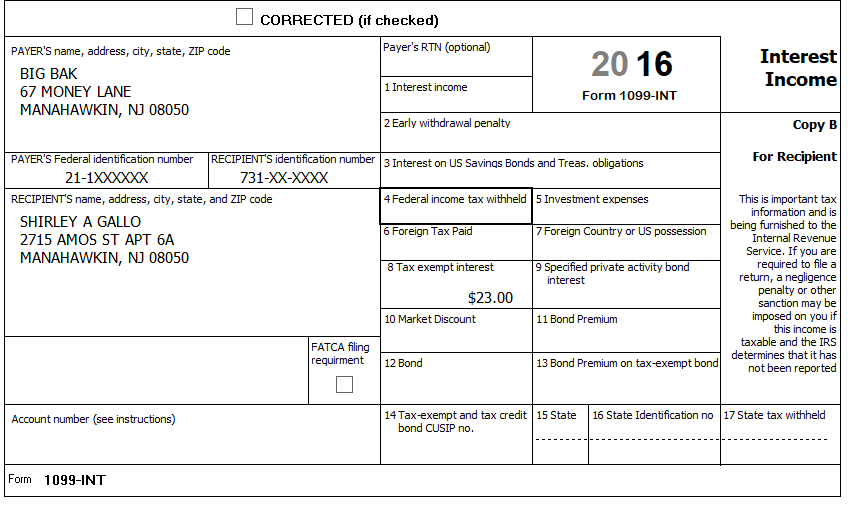 CORRECTED (if checked)
PAYER'S name, address, city, state, ZIP code
BIG BAK
67 MONEY LANE
MANAHAWKIN, NJ 08050
Payer's RTN (optional)
1 Interest income
2016
Form 1099-INT
Interest
Income
2 Early withdrawal penalty
Copy B
For Recipient
PAYER'S Federal identification number
21-1XXXXXX
RECIPIENT'S identification number
731-XX-XXXX
3 Interest on US Savings Bonds and Treas. obligations
RECIPIENT'S name, address, city, state, and ZIP code
SHIRLEY A GALLO
2715 AMOS ST APT 6A
MANAHAWKIN, NJ 08050
4 Federal income tax withheld
5 Investment expenses
6 Foreign Tax Paid
7 Foreign Country or US possession
8 Tax exempt interest
$23.00
9 Specified private activity bond
interest
10 Market Discount
11 Bond Premium
FATCA filing
requirment
12 Bond
13 Bond Premium on tax-exempt bond
This is important tax
information and is
being furnished to the
Internal Revenue
Service. If you are
required to file a
return, a negligence
penalty or other
sanction may be
imposed on you if
this income is
taxable and the IRS
determines that it has
not been reported
Account number (see instructions)
14 Tax-exempt and tax credit
bond CUSIP no.
15 State
16 State Identification no
17 State tax withheld
Form 1099-INT